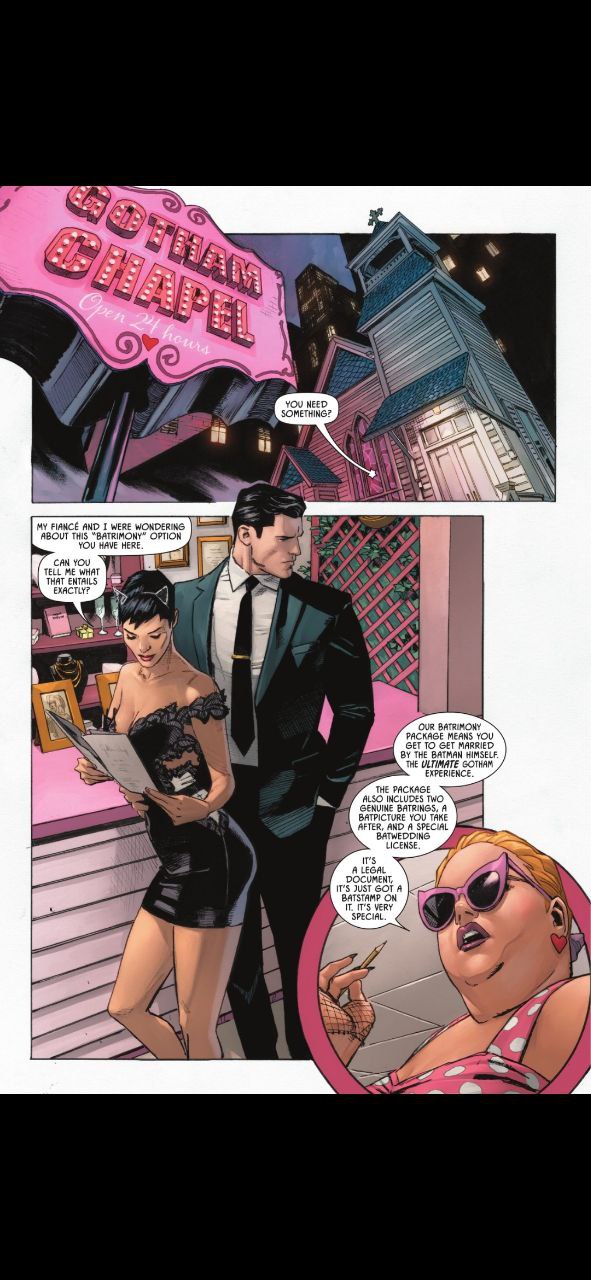 GOTHAM
CHAPEL
Open 24 hours
YOU NEED
SOMETHING?
MY FIANCÉ AND I WERE WONDERING
ABOUT THIS "BATRIMONY" OPTION
YOU HAVE HERE.
CAN YOU
TELL ME WHAT
THAT ENTAILS
EXACTLY?
OUR BATRIMONY
PACKAGE MEANS YOU
GET TO GET MARRIED
BY THE BATMAN HIMSELF.
THE ULTIMATE GOTHAM
EXPERIENCE.
THE PACKAGE
ALSO INCLUDES TWO
GENUINE BATRINGS, A
BATPICTURE YOU TAKE
AFTER, AND A SPECIAL
BATWEDDING
LICENSE.
IT'S
A LEGAL
DOCUMENT,
IT'S JUST GOT A
BATSTAMP ON
IT. IT'S VERY
SPECIAL.